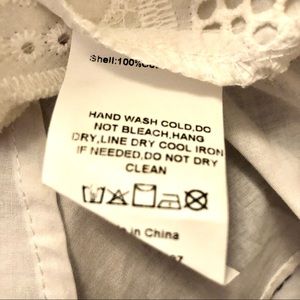 Shell:100%
HAND WASH COLD,DO
NOT BLEACH,HANG
DRY,LINE DRY COOL IRON
IF NEEDED,DO NOT DRY
CLEAN
in China